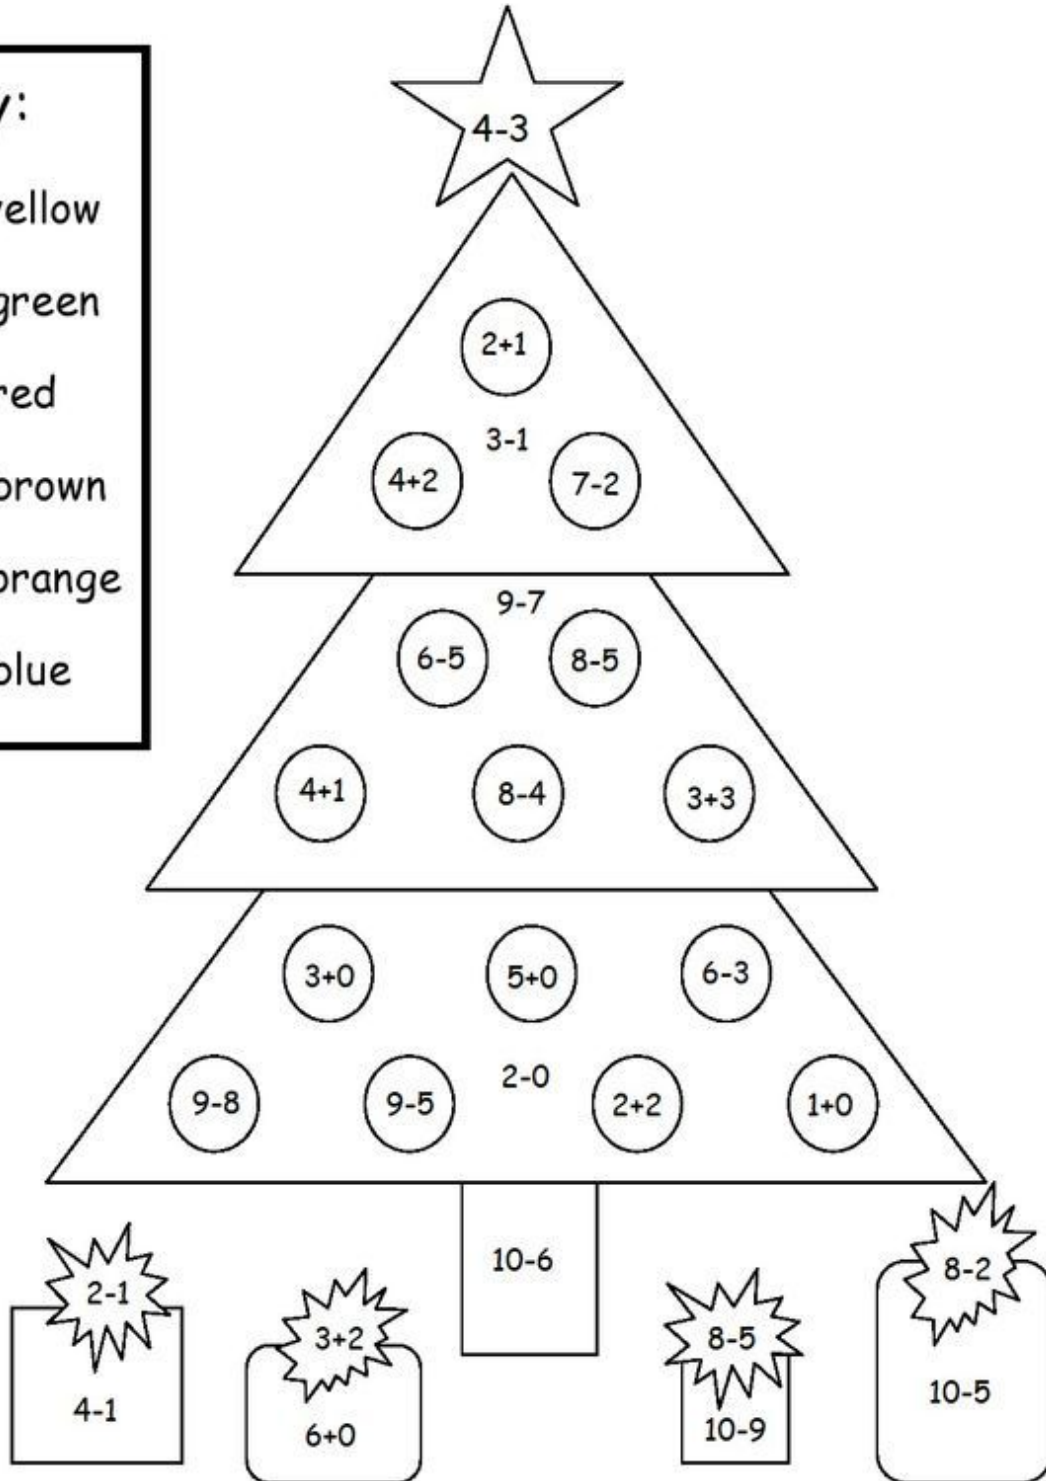 y:
yellow
green
red
brown
orange
blue
4-3
2+1
3-1
4+2 7-2
9-7
6-5 8-5
4+1 8-4 3+3
3+0 5+0 6-3
2-0
9-8 9-5 2+2 1+0
10-6
2-1 3+2 8-5 8-2
4-1 6+0 10-9 10-5